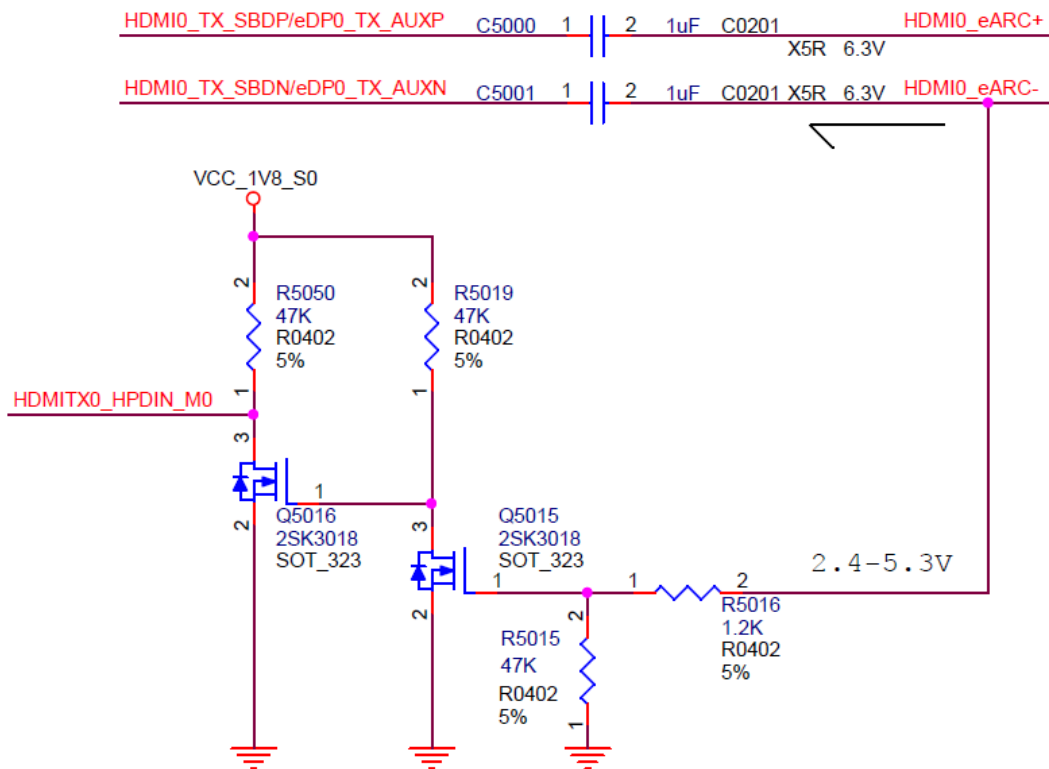 HDMI0_TX_SBDP/eDP0_TX_AUXP C5000 1 2 1uF C0201 HDMI0_eARC+
X5R 6.3V
HDMI0_TX_SBDN/eDP0_TX_AUXN C5001 1 2 1uF C0201 X5R 6.3V HDMI0_eARC-
VCC_1V8_S0
2
R5050
47K
R0402
5%
1
2
R5019
47K
R0402
5%
1
HDMITX0_HPDIN_M0
3
1
2
Q5016
2SK3018
SOT_323
3
1
2
Q5015
2SK3018
SOT_323
2.4-5.3V
1 2
R5016
1.2K
R0402
5%
2
R5015
47K
R0402
5%
1